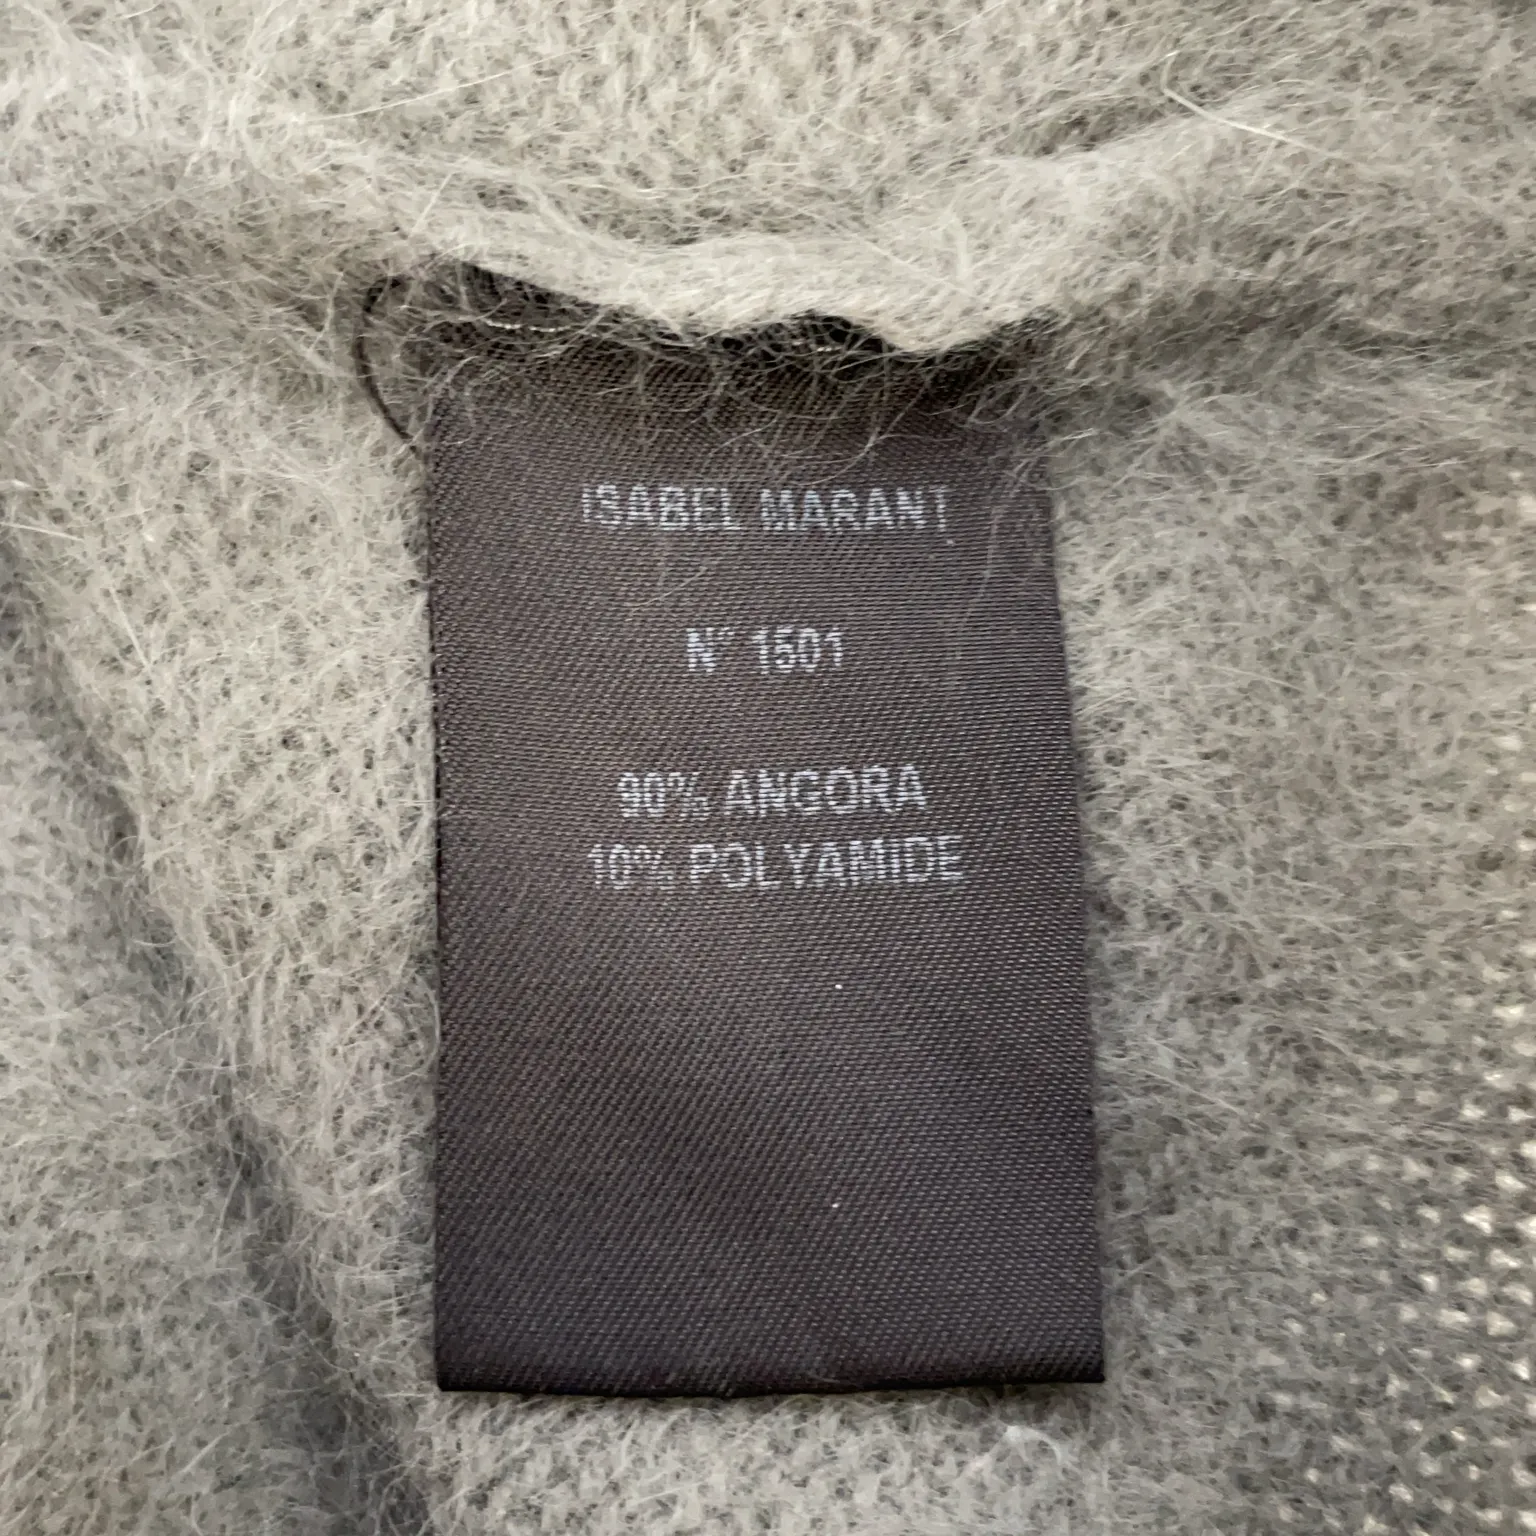 ISABEL MARANT
N° 1501
90% ANGORA
10% POLYAMIDE